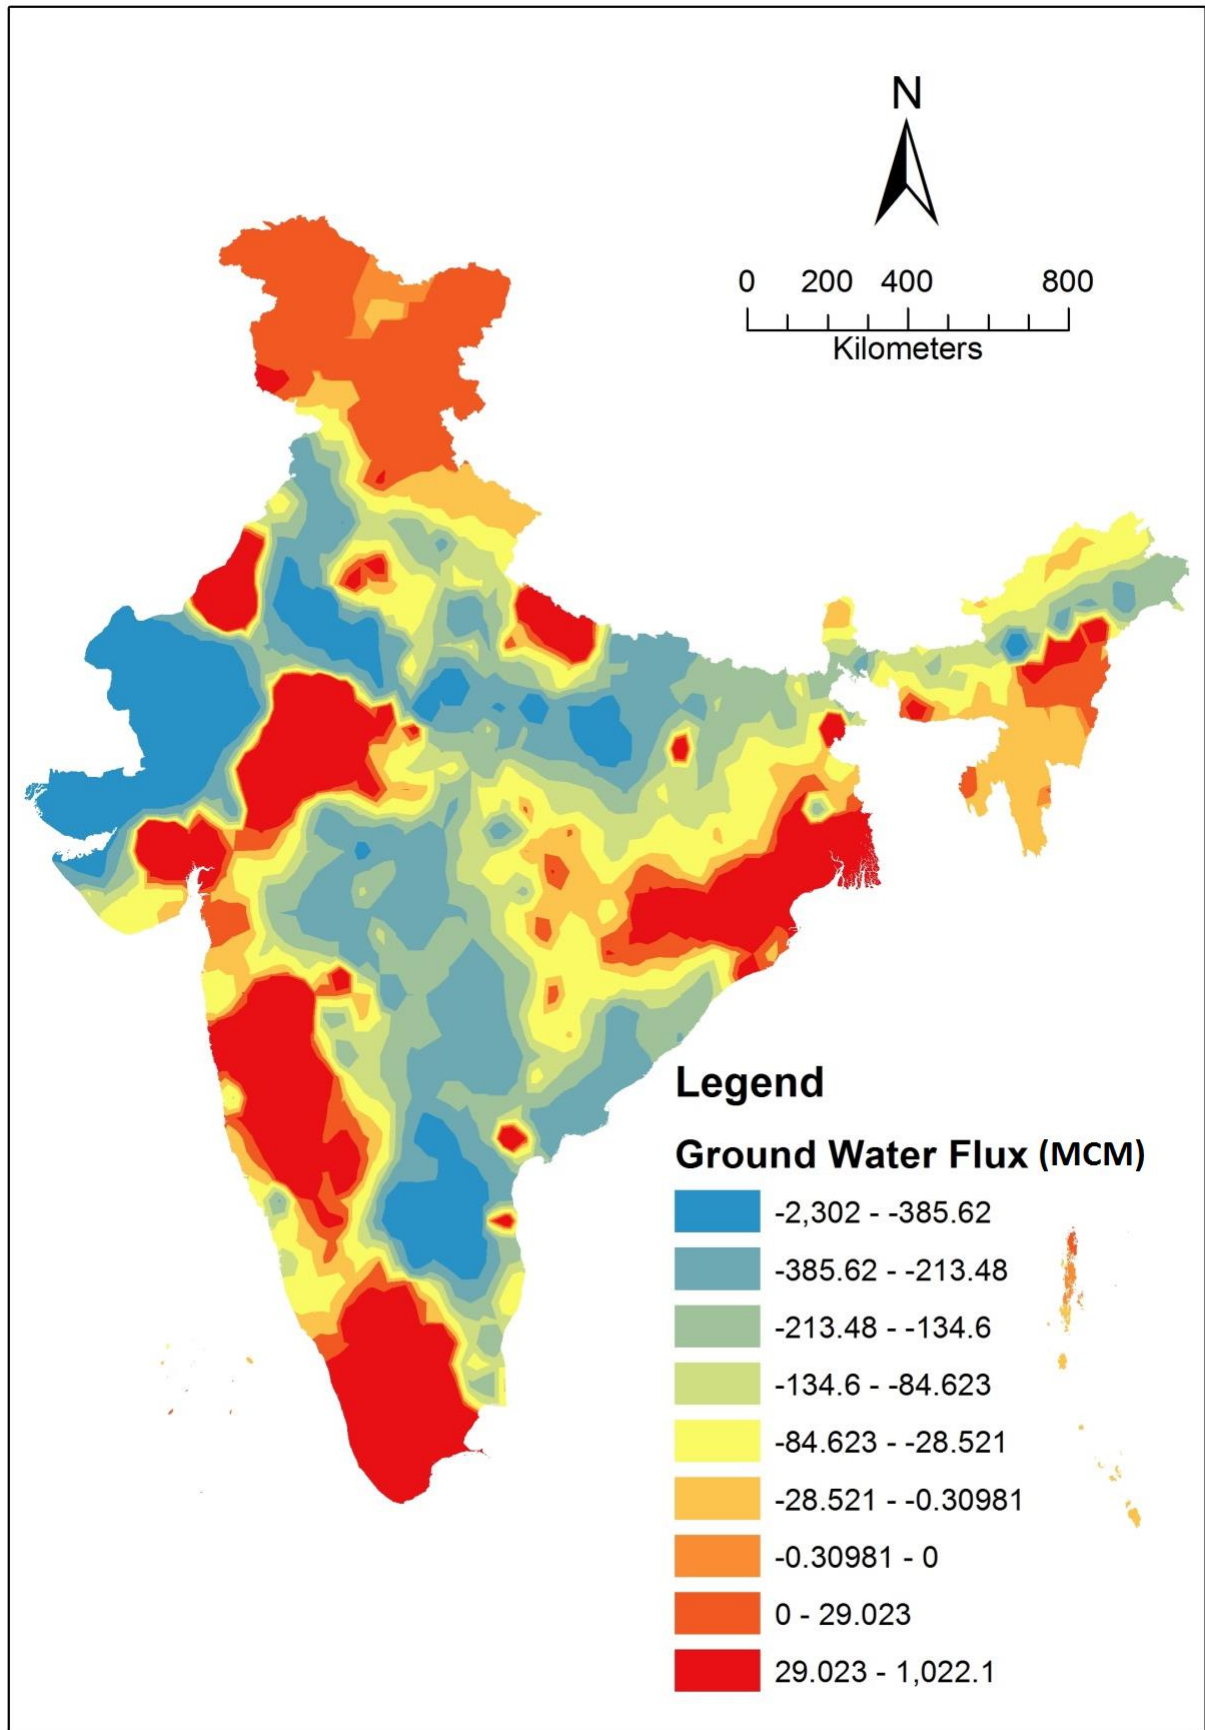 N
0 200 400 800
Kilometers
Legend
Ground Water Flux (MCM)
-2,302 - -385.62
-385.62 - -213.48
-213.48 - -134.6
-134.6 - -84.623
-84.623 - -28.521
-28.521 - -0.30981
-0.30981 - 0
0 - 29.023
29.023 - 1,022.1